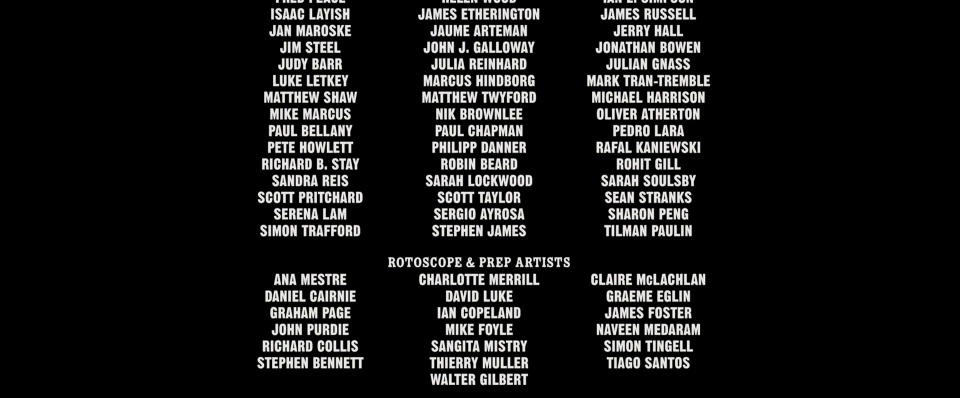 ISAAC LAYISH JAMES ETHERINGTON JAMES RUSSELL
JAN MAROSKE JAUME ARTEMAN JERRY HALL
JIM STEEL JOHN J. GALLOWAY JONATHAN BOWEN
JUDY BARR JULIA REINHARD JULIAN GNASS
LUKE LETKEY MARCUS HINDBORG MARK TRAN-TREMBLE
MATTHEW SHAW MATTHEW TWYFORD MICHAEL HARRISON
MIKE MARCUS NIK BROWNLEE OLIVER ATHERTON
PAUL BELLANY PAUL CHAPMAN PEDRO LARA
PETE HOWLETT PHILIPP DANNER RAFAL KANIEWSKI
RICHARD B. STAY ROBIN BEARD ROHIT GILL
SANDRA REIS SARAH LOCKWOOD SARAH SOULSBY
SCOTT PRITCHARD SCOTT TAYLOR SEAN STRANKS
SERENA LAM SERGIO AYROSA SHARON PENG
SIMON TRAFFORD STEPHEN JAMES TILMAN PAULIN
ROTOSCOPE & PREP ARTISTS
ANA MESTRE CHARLOTTE MERRILL CLAIRE McLACHLAN
DANIEL CAIRNIE DAVID LUKE GRAEME EGLIN
GRAHAM PAGE IAN COPELAND JAMES FOSTER
JOHN PURDIE MIKE FOYLE NAVEEN MEDARAM
RICHARD COLLIS SANGITA MISTRY SIMON TINGELL
STEPHEN BENNETT THIERRY MULLER TIAGO SANTOS
WALTER GILBERT